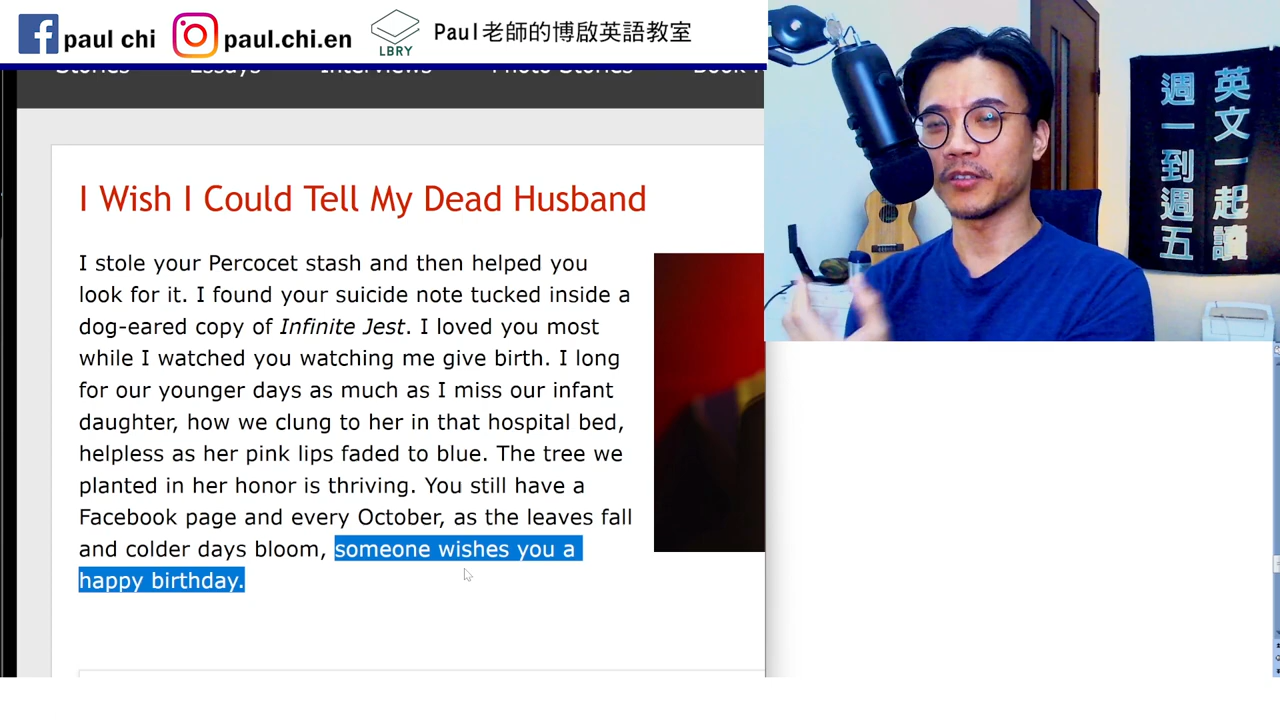 paul chi
paul.chi.en
LBRY
Paul老師的博啟英語教室
Stories Essays Interviews Photo Stories Book
I Wish I Could Tell My Dead Husband
I stole your Percocet stash and then helped you
look for it. I found your suicide note tucked inside a
dog-eared copy of Infinite Jest. I loved you most
while I watched you watching me give birth. I long
for our younger days as much as I miss our infant
daughter, how we clung to her in that hospital bed,
helpless as her pink lips faded to blue. The tree we
planted in her honor is thriving. You still have a
Facebook page and every October, as the leaves fall
and colder days bloom, someone wishes you a
happy birthday.
英文一起讀
週一到週五